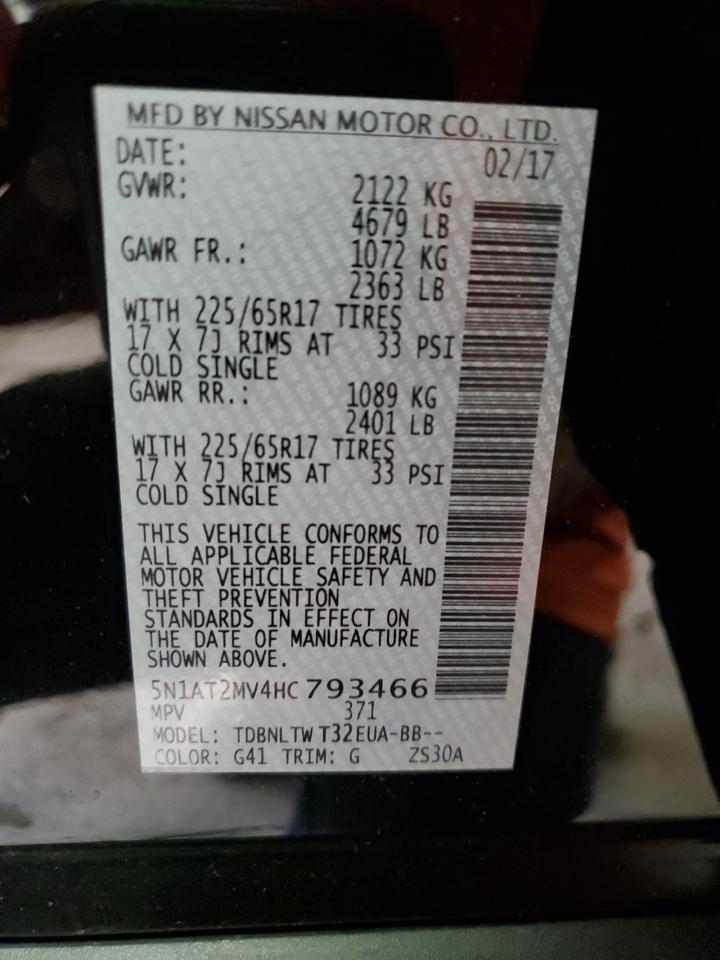 MFD BY NISSAN MOTOR CO., LTD.
DATE: 02/17
GVWR: 2122 KG
4679 LB
GAWR FR.: 1072 KG
2363 LB
WITH 225/65R17 TIRES
17 X 7J RIMS AT 33 PSI
COLD SINGLE
GAWR RR.: 1089 KG
2401 LB
WITH 225/65R17 TIRES
17 X 7J RIMS AT 33 PSI
COLD SINGLE
THIS VEHICLE CONFORMS TO
ALL APPLICABLE FEDERAL
MOTOR VEHICLE SAFETY AND
THEFT PREVENTION
STANDARDS IN EFFECT ON
THE DATE OF MANUFACTURE
SHOWN ABOVE.
5N1AT2MV4HC793466
MPV 371
MODEL: TDBNLTW T32EUA-BB--
COLOR: G41 TRIM: G ZS30A